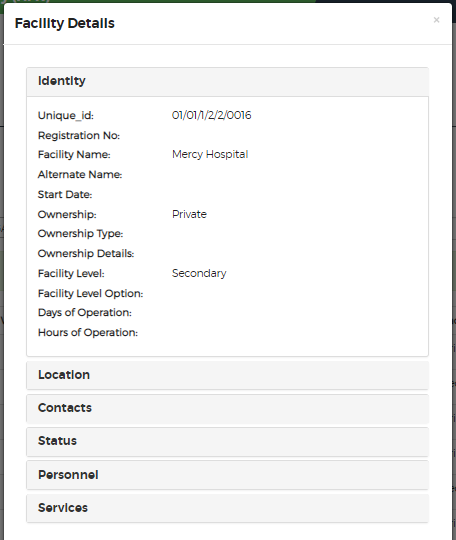 Facility Details ×
Identity
Unique_id: 01/01/1/2/2/0016
Registration No:
Facility Name: Mercy Hospital
Alternate Name:
Start Date:
Ownership: Private
Ownership Type:
Ownership Details:
Facility Level: Secondary
Facility Level Option:
Days of Operation:
Hours of Operation:
Location
Contacts
Status
Personnel
Services